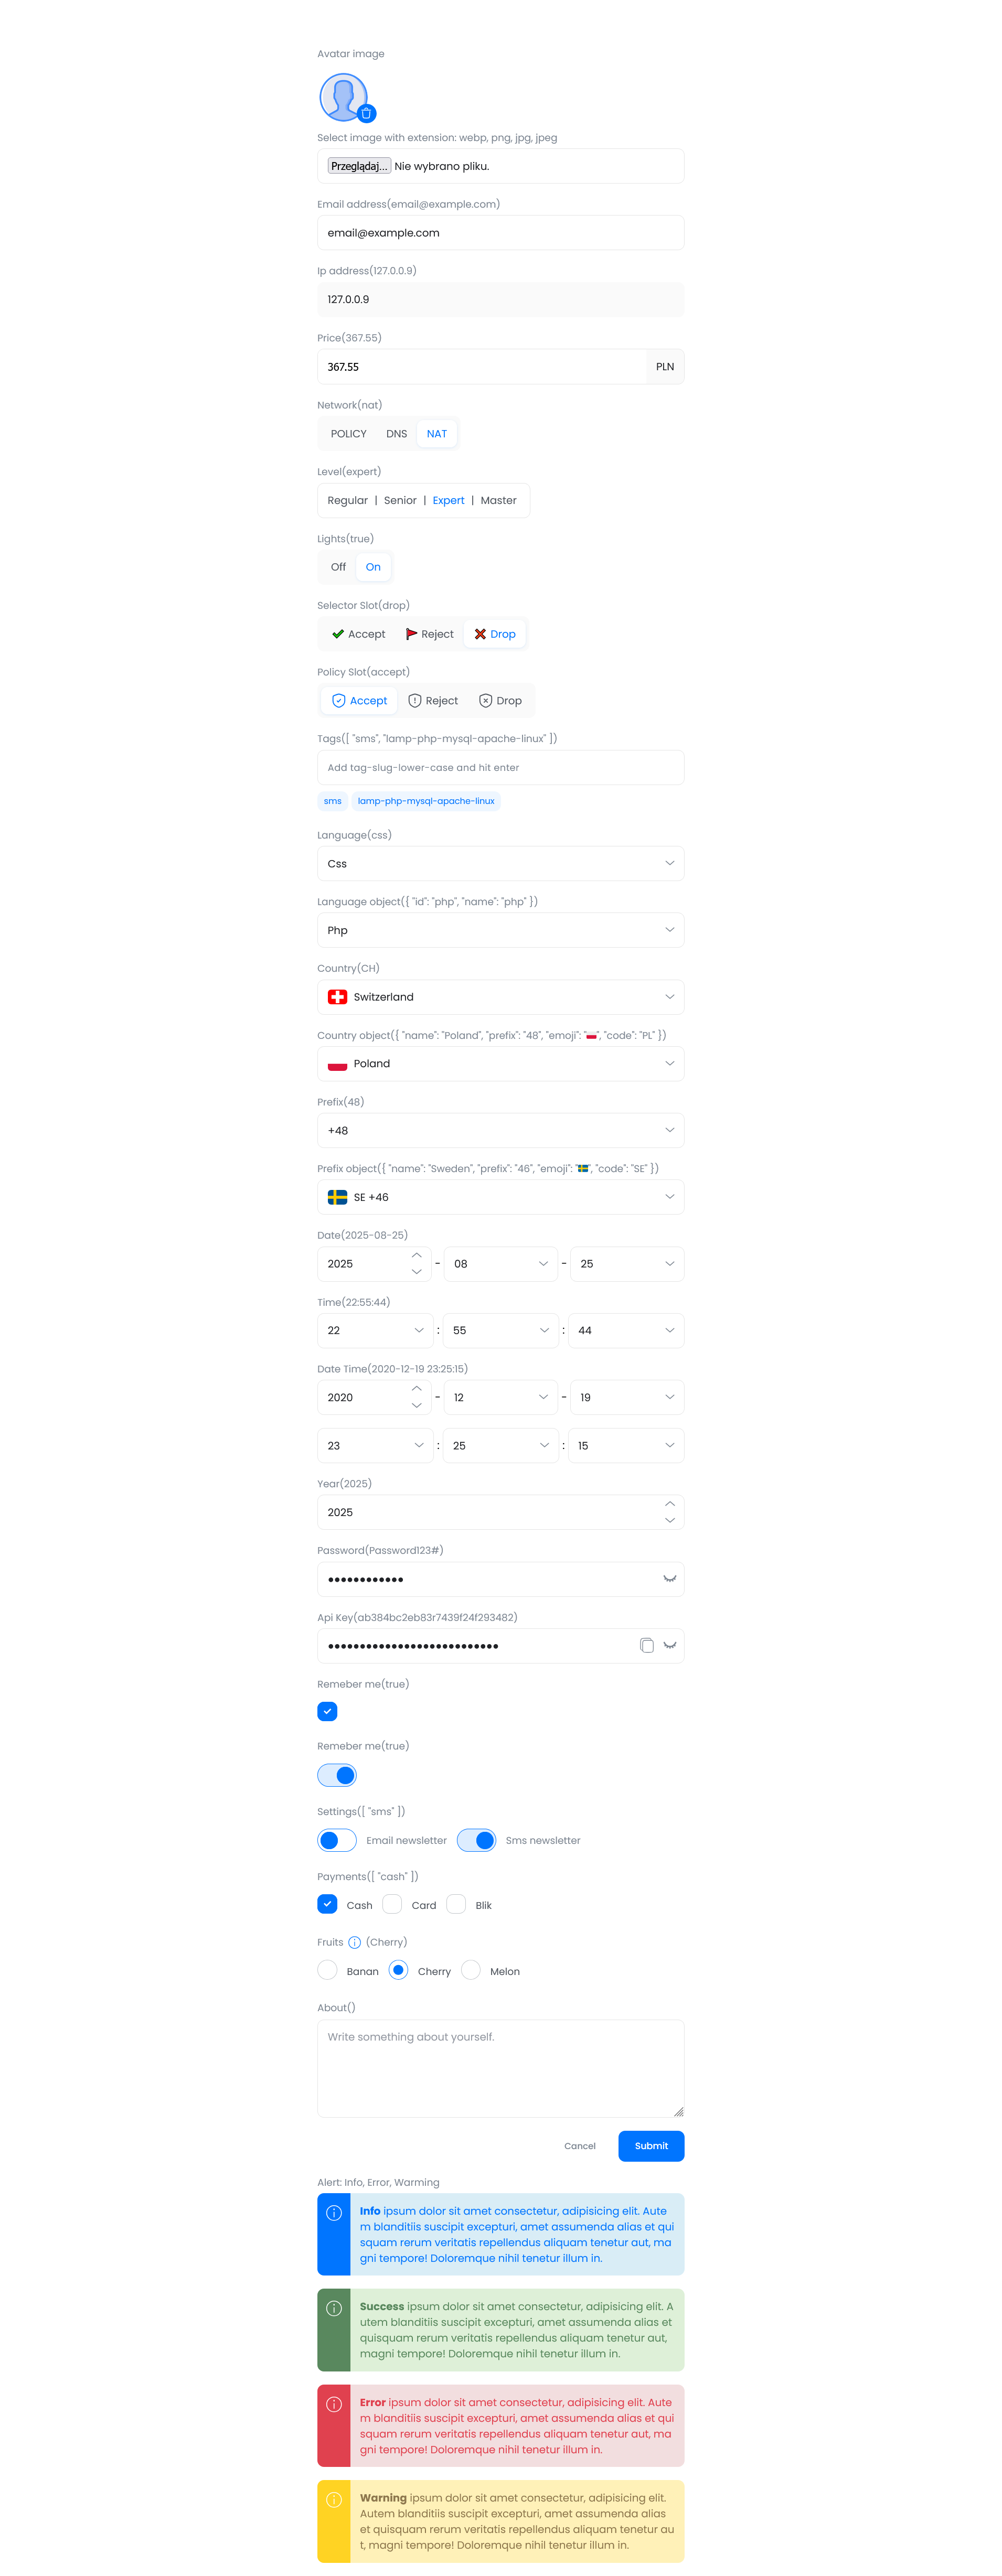 Avatar image
Select image with extension: webp, png, jpg, jpeg
Przeglądaj... Nie wybrano pliku.
Email address(email@example.com)
email@example.com
Ip address(127.0.0.9)
127.0.0.9
Price(367.55)
367.55 PLN
Network(nat)
POLICY DNS NAT
Level(expert)
Regular | Senior | Expert | Master
Lights(true)
Off On
Selector Slot(drop)
Accept Reject Drop
Policy Slot(accept)
Accept Reject Drop
Tags([ "sms", "lamp-php-mysql-apache-linux" ])
Add tag-slug-lower-case and hit enter
sms lamp-php-mysql-apache-linux
Language(css)
Css
Language object({ "id": "php", "name": "php" })
Php
Country(CH)
Switzerland
Country object({ "name": "Poland", "prefix": "48", "emoji": "🇵🇱", "code": "PL" })
Poland
Prefix(48)
+48
Prefix object({ "name": "Sweden", "prefix": "46", "emoji": "🇸🇪", "code": "SE" })
SE +46
Date(2025-08-25)
2025 - 08 - 25
Time(22:55:44)
22 : 55 : 44
Date Time(2020-12-19 23:25:15)
2020 - 12 - 19
23 : 25 : 15
Year(2025)
2025
Password(Password123#)
••••••••••••
Api Key(ab384bc2eb83r7439f24f293482)
•••••••••••••••••••••••••••
Remeber me(true)
Remeber me(true)
Settings([ "sms" ])
Email newsletter Sms newsletter
Payments([ "cash" ])
Cash Card Blik
Fruits (Cherry)
Banan Cherry Melon
About()
Write something about yourself.
Cancel Submit
Alert: Info, Error, Warming
Info ipsum dolor sit amet consectetur, adipisicing elit. Aute
m blanditiis suscipit excepturi, amet assumenda alias et qui
squam rerum veritatis repellendus aliquam tenetur aut, ma
gni tempore! Doloremque nihil tenetur illum in.
Success ipsum dolor sit amet consectetur, adipisicing elit. A
utem blanditiis suscipit excepturi, amet assumenda alias et
quisquam rerum veritatis repellendus aliquam tenetur aut,
magni tempore! Doloremque nihil tenetur illum in.
Error ipsum dolor sit amet consectetur, adipisicing elit. Aute
m blanditiis suscipit excepturi, amet assumenda alias et qui
squam rerum veritatis repellendus aliquam tenetur aut, ma
gni tempore! Doloremque nihil tenetur illum in.
Warning ipsum dolor sit amet consectetur, adipisicing elit.
Autem blanditiis suscipit excepturi, amet assumenda alias
et quisquam rerum veritatis repellendus aliquam tenetur au
t, magni tempore! Doloremque nihil tenetur illum in.